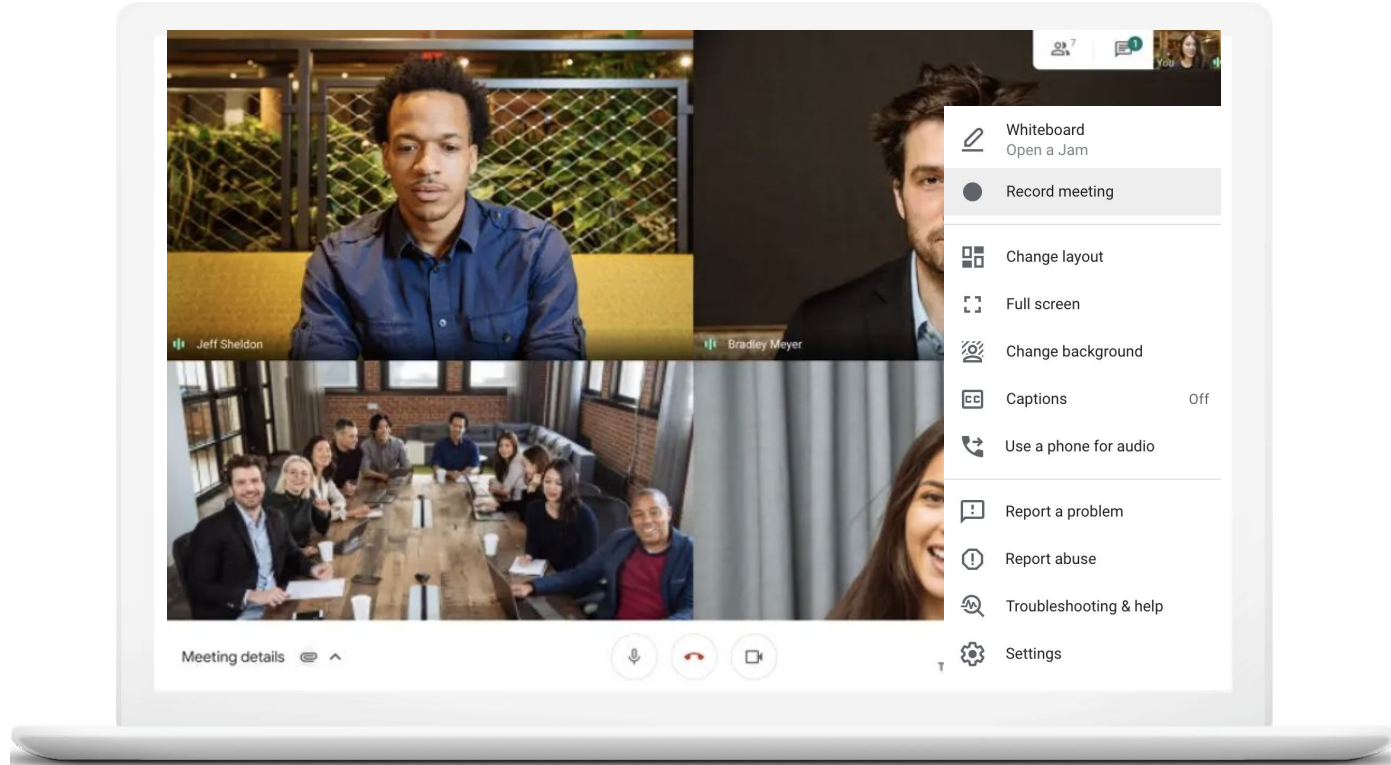 7
1
You
Whiteboard
Open a Jam
Record meeting
Change layout
Full screen
Change background
Captions Off
Use a phone for audio
Report a problem
Report abuse
Troubleshooting & help
Settings
Jeff Sheldon
Bradley Meyer
Meeting details
T